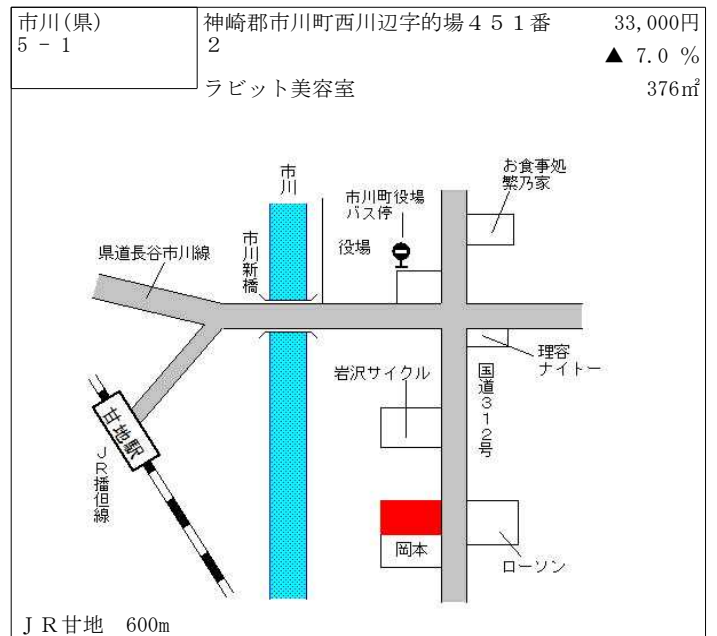 市川(県)
5 - 1
神崎郡市川町西川辺字的場451番
2
ラビット美容室
33,000円
▲ 7.0 %
376㎡
お食事処
繁乃家
市川
市川町役場
バス停
役場
市川新橋
県道長谷市川線
理容
ナイトー
岩沢サイクル
国道312号
甘地駅
JR播但線
岡本
ローソン
JR甘地 600m